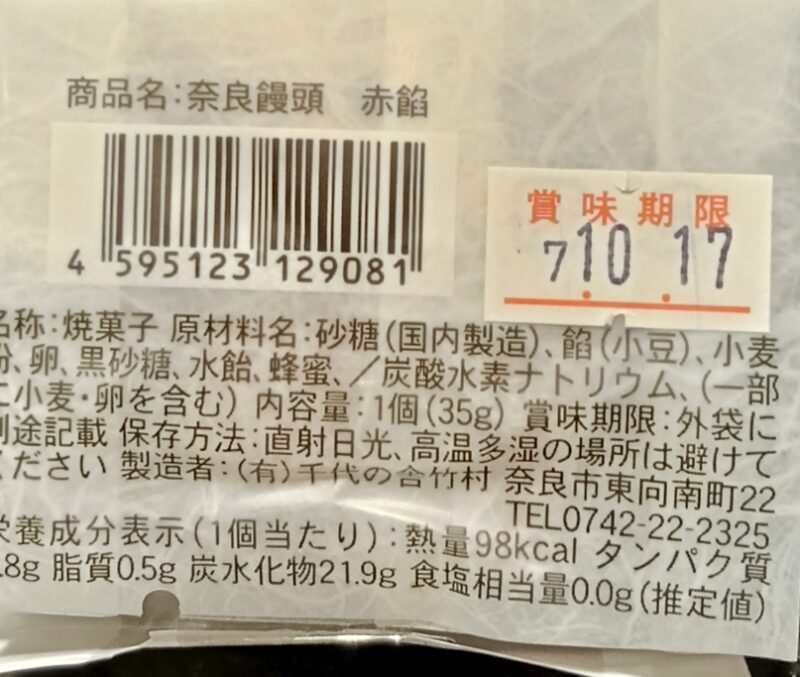 商品名:奈良饅頭　赤餡
4 595123 129081
賞味期限
7.10.17
名称:焼菓子 原材料名:砂糖(国内製造)、餡(小豆)、小麦
粉、卵、黒砂糖、水飴、蜂蜜、／炭酸水素ナトリウム、(一部
に小麦・卵を含む) 内容量:1個(35g) 賞味期限:外袋に
別途記載 保存方法:直射日光、高温多湿の場所は避けて
ください 製造者:(有)千代の舎竹村 奈良市東向南町22
TEL0742-22-2325
栄養成分表示(1個当たり):熱量98kcal タンパク質
.8g 脂質0.5g 炭水化物21.9g 食塩相当量0.0g(推定値)